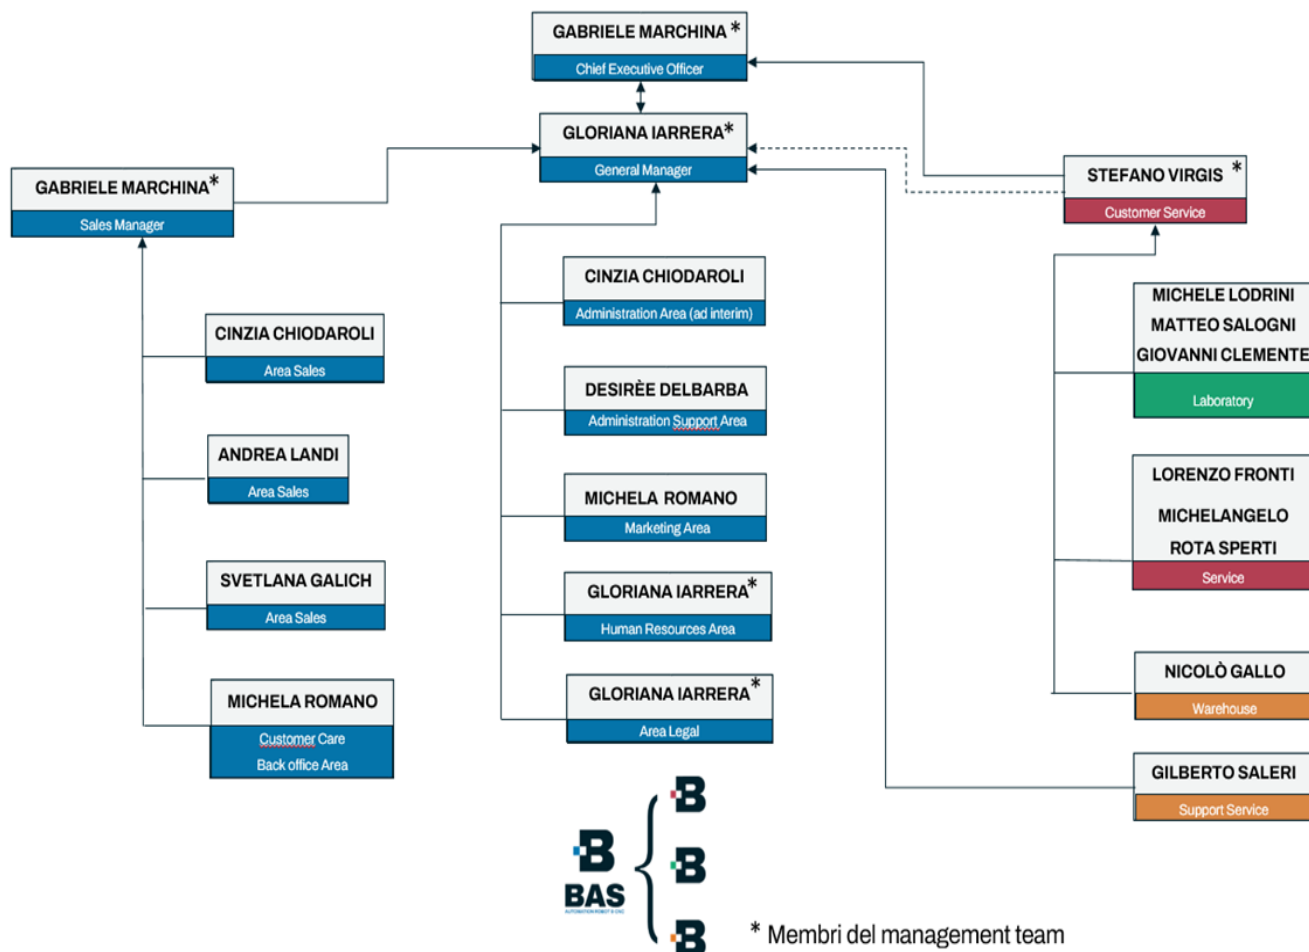 GABRIELE MARCHINA *
Chief Executive Officer
GLORIANA IARRERA *
General Manager
GABRIELE MARCHINA *
Sales Manager
STEFANO VIRGIS *
Customer Service
CINZIA CHIODAROLI
Area Sales
ANDREA LANDI
Area Sales
SVETLANA GALICH
Area Sales
MICHELA ROMANO
Customer Care
Back office Area
CINZIA CHIODAROLI
Administration Area (ad interim)
DESIRÈE DELBARBA
Administration Support Area
MICHELA ROMANO
Marketing Area
GLORIANA IARRERA *
Human Resources Area
GLORIANA IARRERA *
Area Legal
MICHELE LODRINI
MATTEO SALOGNI
GIOVANNI CLEMENTE
Laboratory
LORENZO FRONTI
MICHELANGELO
ROTA SPERTI
Service
NICOLÒ GALLO
Warehouse
GILBERTO SALERI
Support Service
B
BAS
AUTOMATION ROBOT & CNC
B
B
B
* Membri del management team